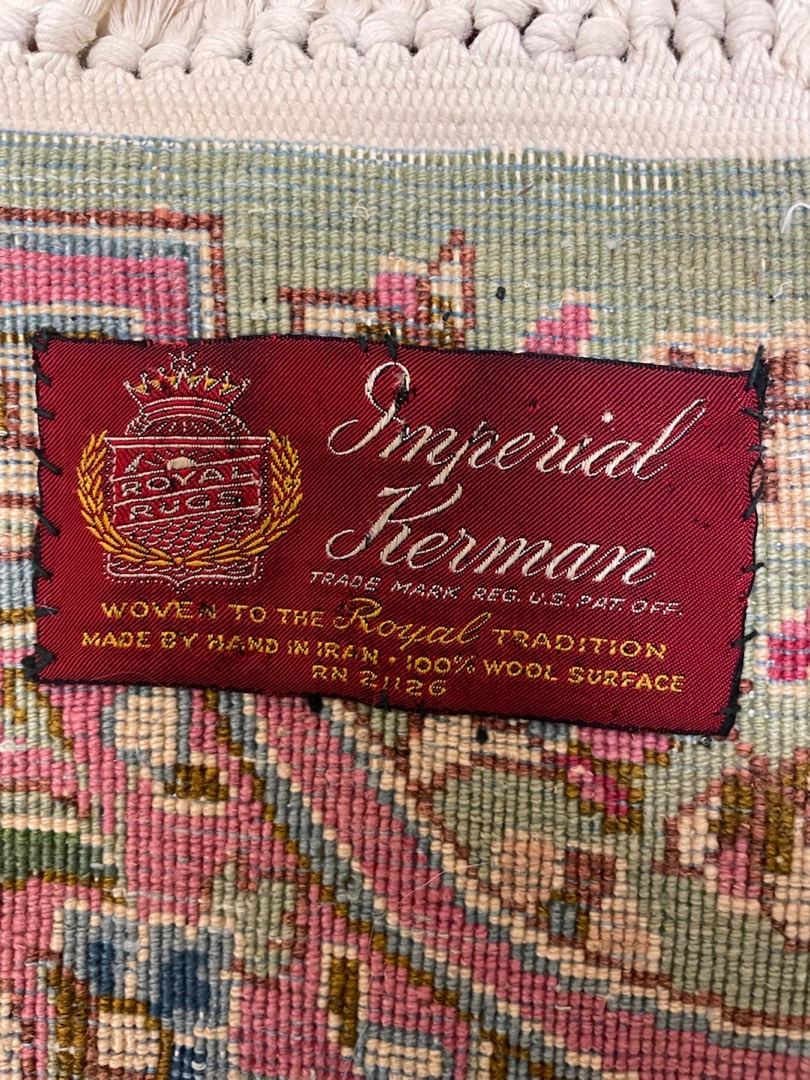 ROYAL
RUGS
Imperial
Kerman
TRADE MARK REG. U.S. PAT. OFF.
WOVEN TO THE Royal TRADITION
MADE BY HAND IN IRAN • 100% WOOL SURFACE
RN 21126